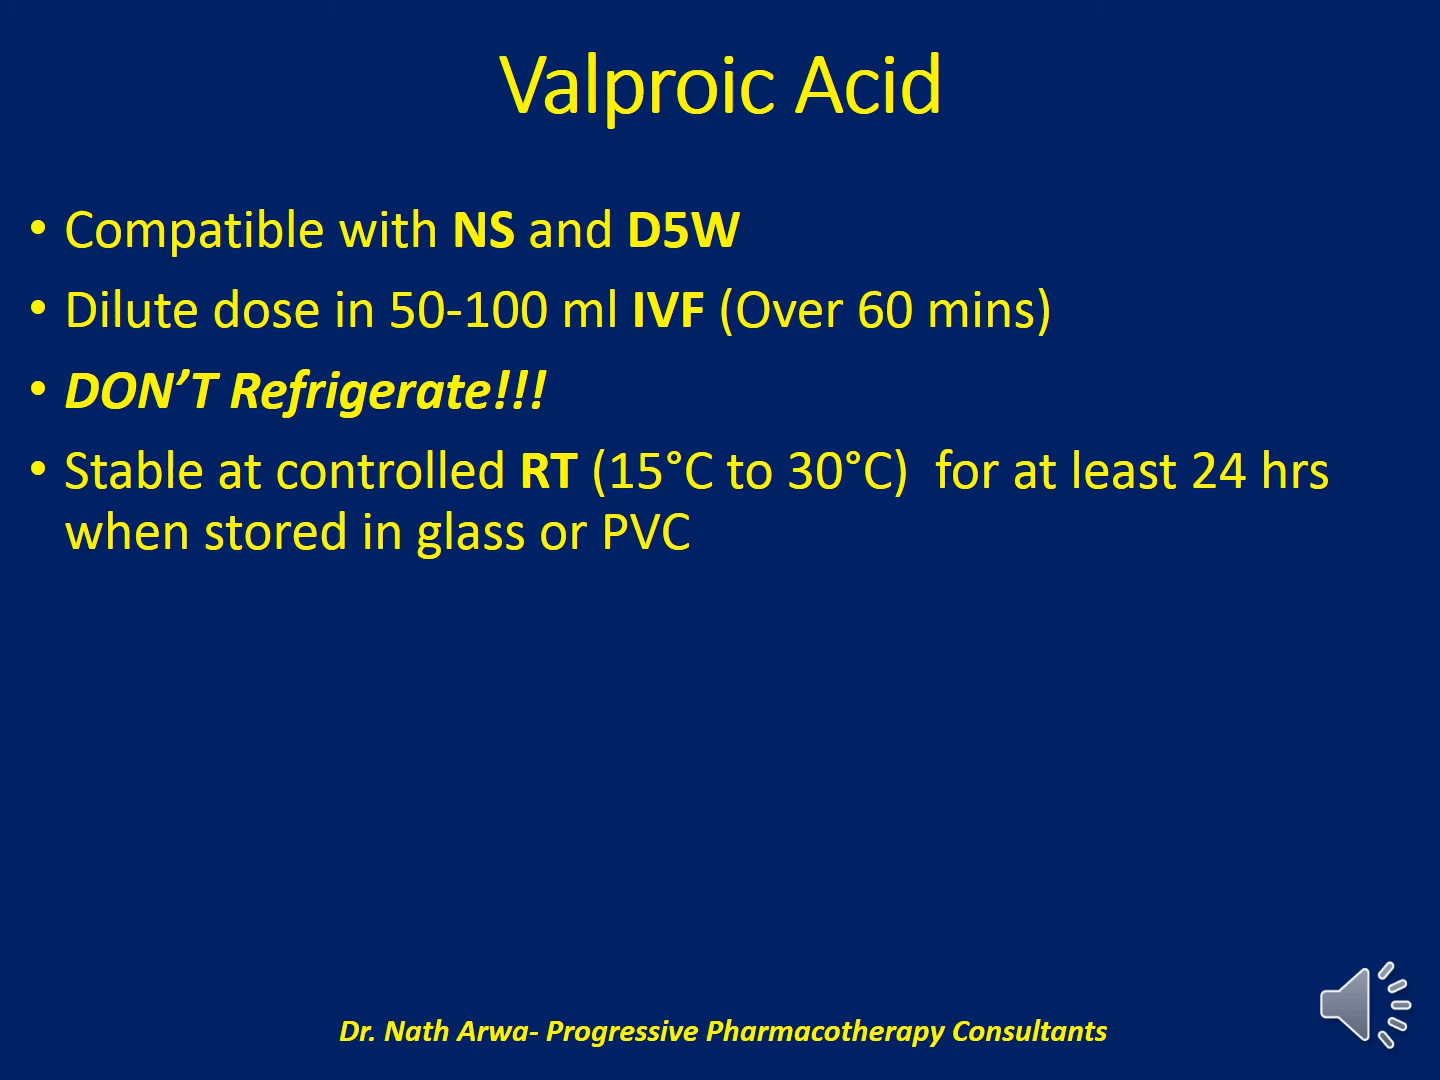 Valproic Acid
• Compatible with NS and D5W
• Dilute dose in 50-100 ml IVF (Over 60 mins)
• DON’T Refrigerate!!!
• Stable at controlled RT (15°C to 30°C)  for at least 24 hrs
when stored in glass or PVC
Dr. Nath Arwa- Progressive Pharmacotherapy Consultants